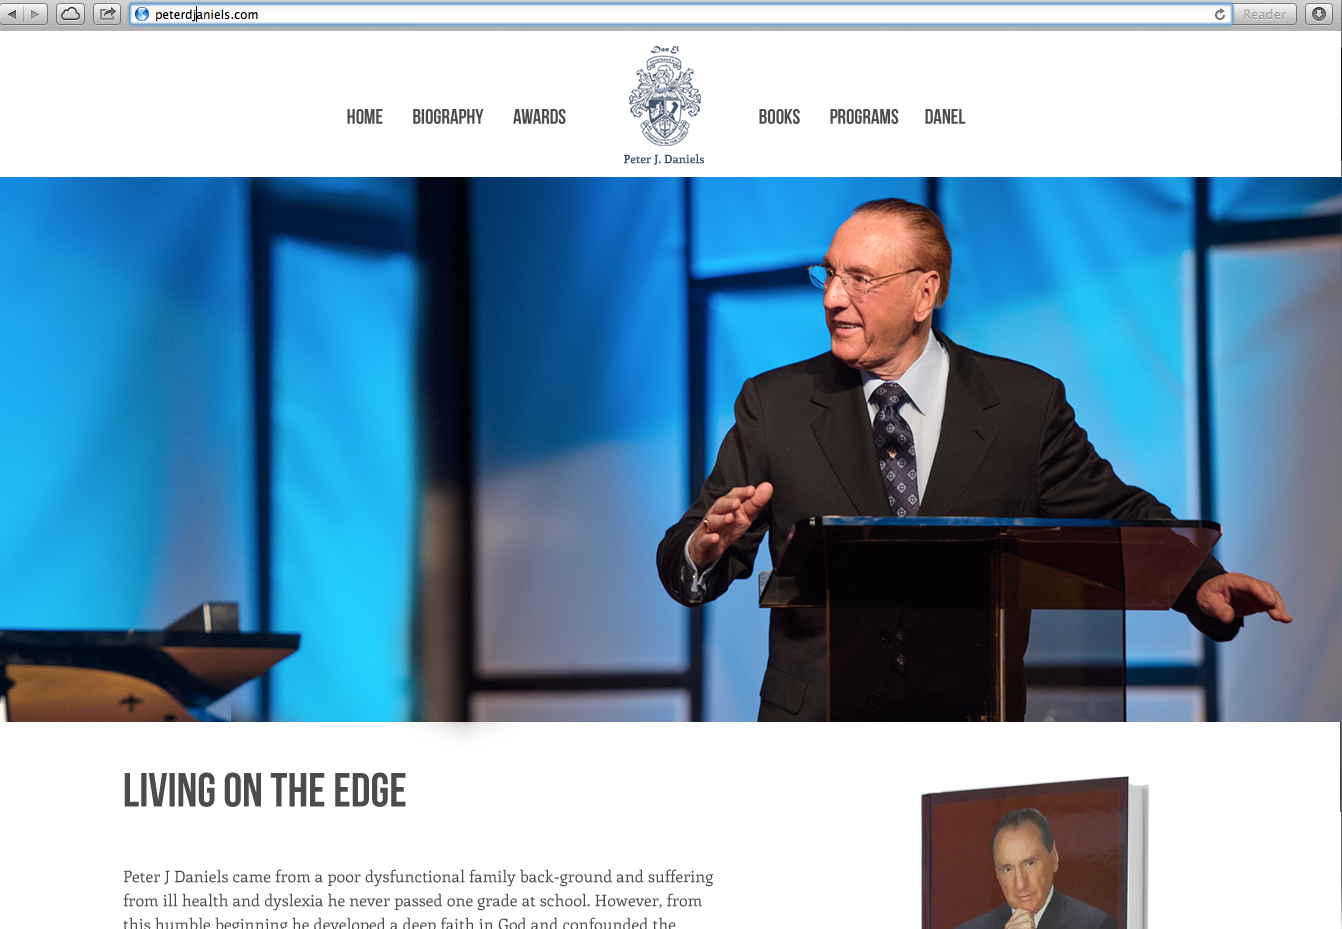 peterdjaniels.com
Reader
Dan El
HOME BIOGRAPHY AWARDS BOOKS PROGRAMS DANEL
Peter J. Daniels
LIVING ON THE EDGE
Peter J Daniels came from a poor dysfunctional family back-ground and suffering
from ill health and dyslexia he never passed one grade at school. However, from
this humble beginning he developed a deep faith in God and confounded the